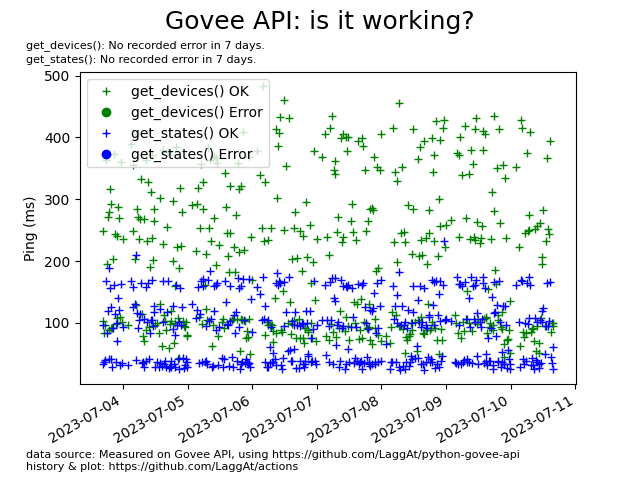 Govee API: is it working?
get_devices(): No recorded error in 7 days.
get_states(): No recorded error in 7 days.
500
400
300
200
100
Ping (ms)
get_devices() OK
get_devices() Error
get_states() OK
get_states() Error
2023-07-04
2023-07-05
2023-07-06
2023-07-07
2023-07-08
2023-07-09
2023-07-10
2023-07-11
data source: Measured on Govee API, using https://github.com/LaggAt/python-govee-api
history & plot: https://github.com/LaggAt/actions